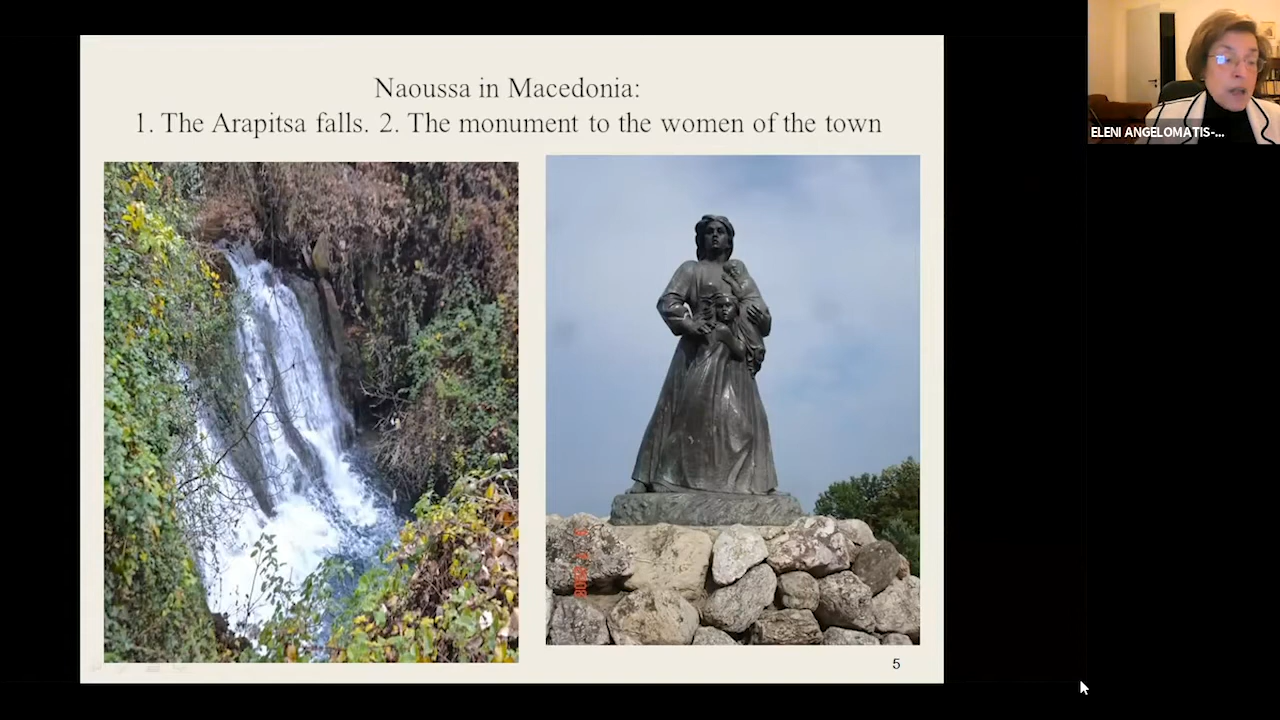 Naoussa in Macedonia:
1. The Arapitsa falls. 2. The monument to the women of the town
ELENI ANGELOMATIS-...
5